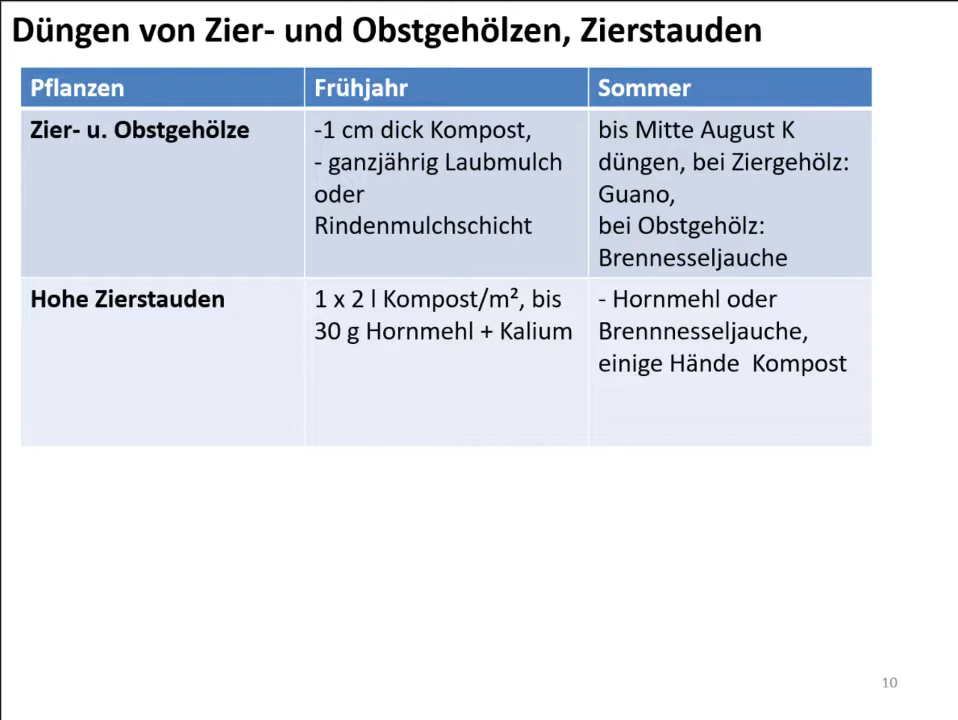 Düngen von Zier- und Obstgehölzen, Zierstauden
Pflanzen
Frühjahr
Sommer
Zier- u. Obstgehölze
-1 cm dick Kompost,
- ganzjährig Laubmulch
oder
Rindenmulchschicht
bis Mitte August K
düngen, bei Ziergehölz:
Guano,
bei Obstgehölz:
Brennesseljauche
Hohe Zierstauden
1 x 2 l Kompost/m², bis
30 g Hornmehl + Kalium
- Hornmehl oder
Brennnesseljauche,
einige Hände  Kompost
10